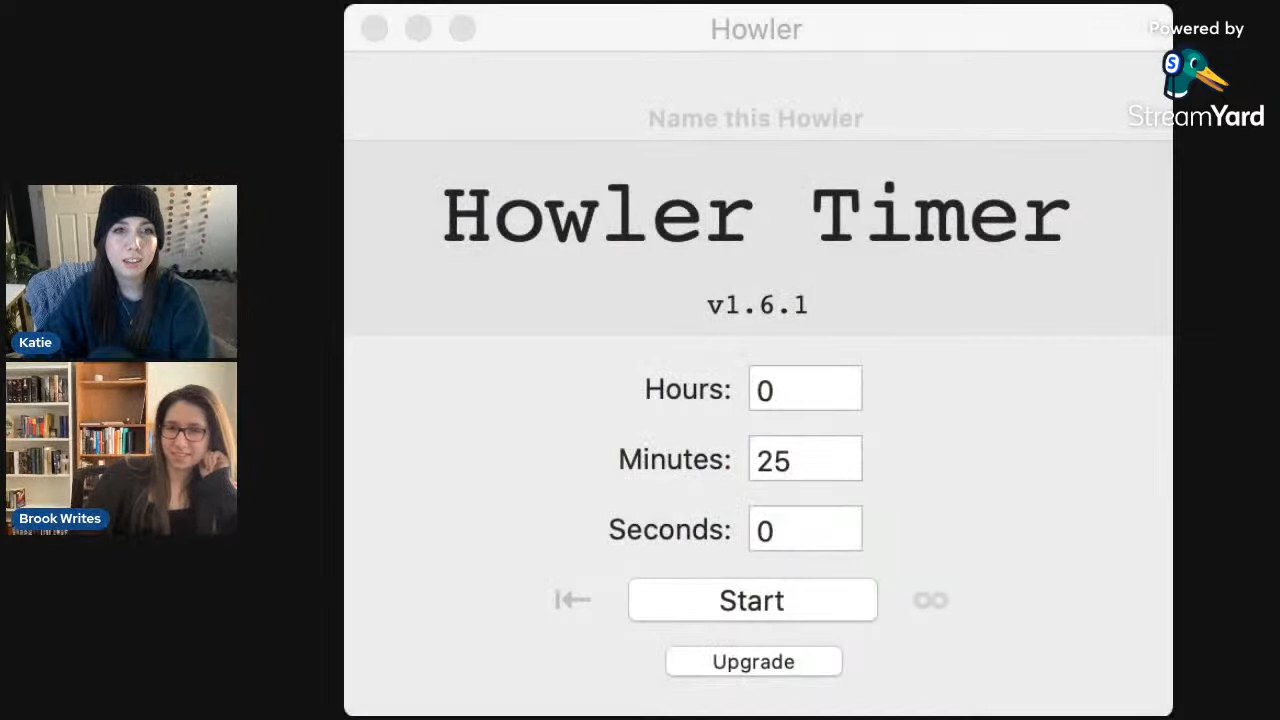 Howler
Powered by
StreamYard
Name this Howler
Howler Timer
v1.6.1
Hours: 0
Minutes: 25
Seconds: 0
Start
Upgrade
Katie
Brook Writes